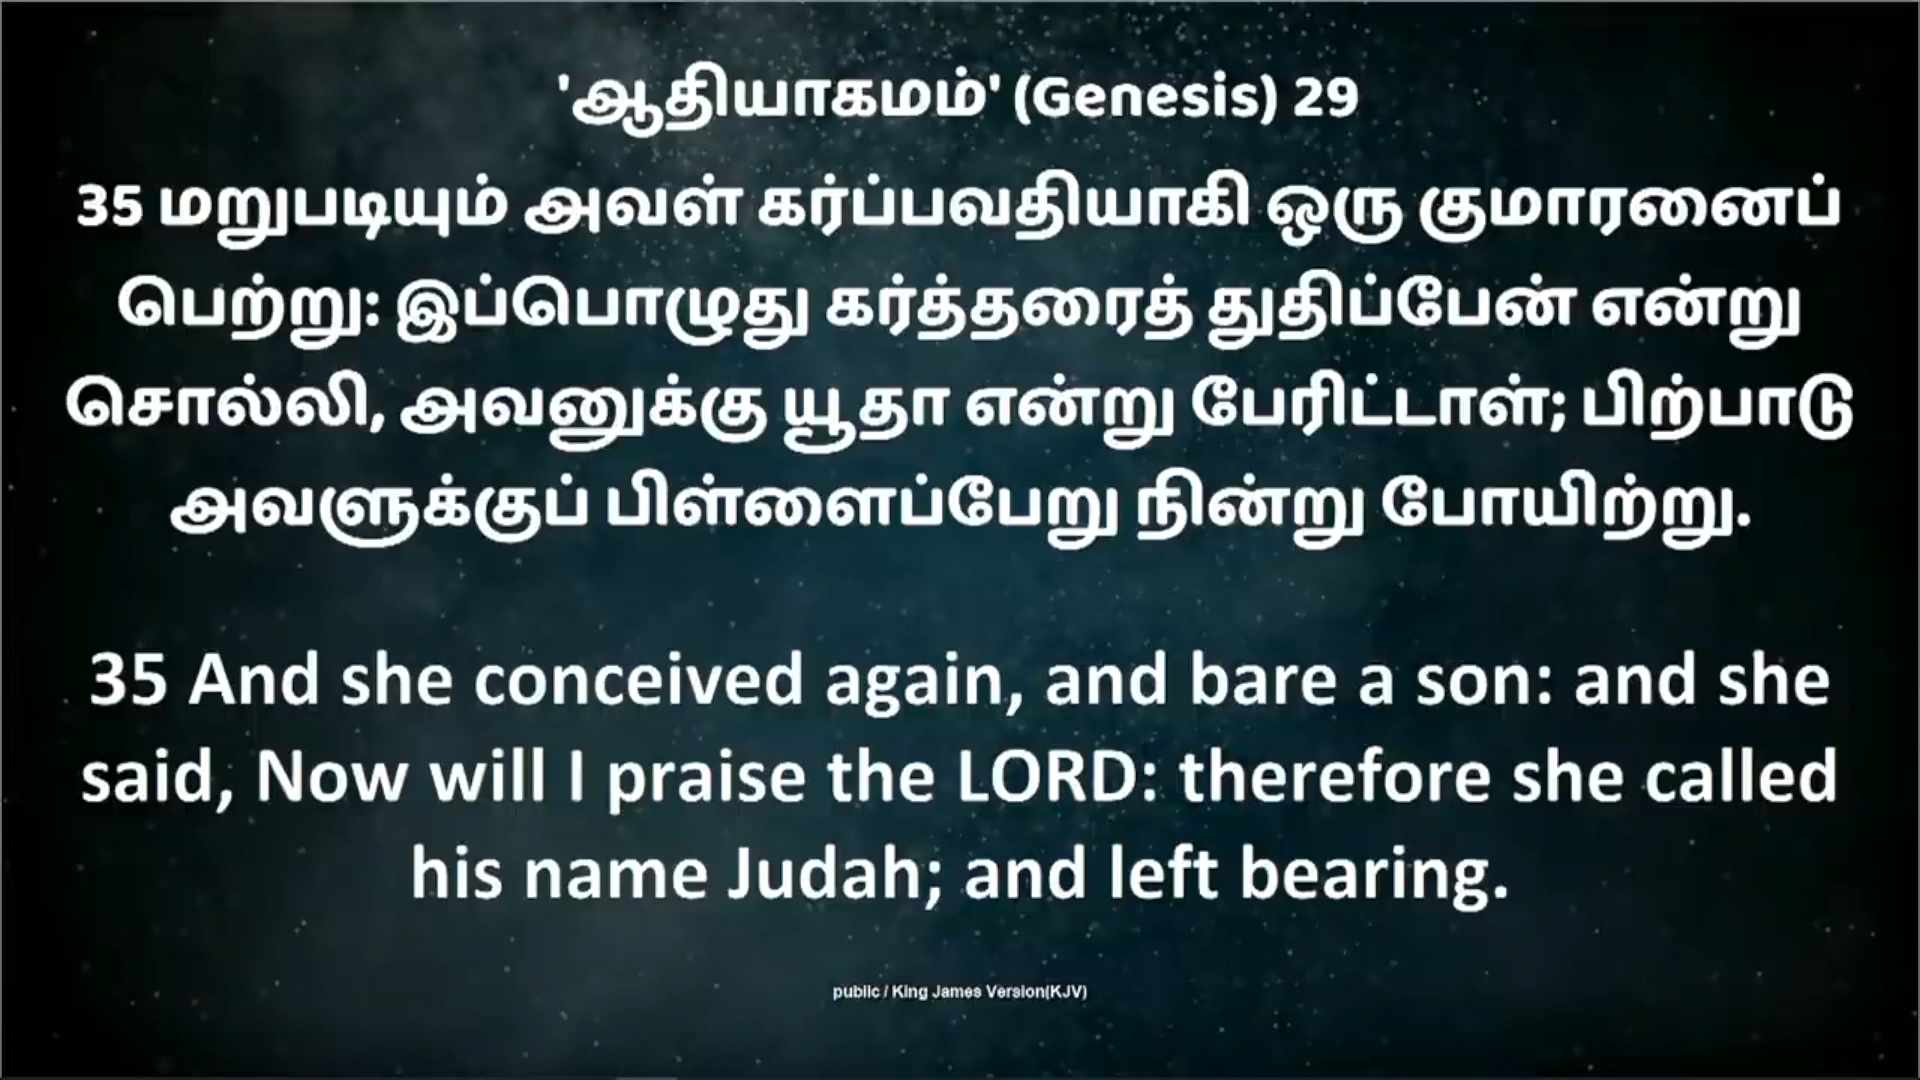 'ஆதியாகமம்' (Genesis) 29
35 மறுபடியும் அவள் கர்ப்பவதியாகி ஒரு குமாரனைப்
பெற்று: இப்பொழுது கர்த்தரைத் துதிப்பேன் என்று
சொல்லி, அவனுக்கு யூதா என்று பேரிட்டாள்; பிற்பாடு
அவளுக்குப் பிள்ளைப்பேறு நின்று போயிற்று.
35 And she conceived again, and bare a son: and she
said, Now will I praise the LORD: therefore she called
his name Judah; and left bearing.
public / King James Version(KJV)